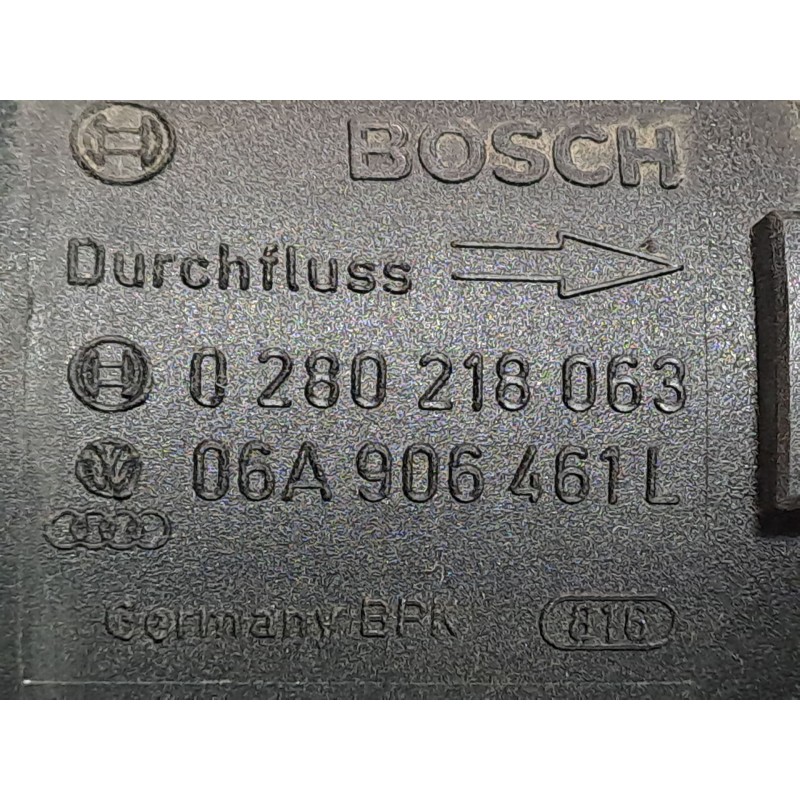 BOSCH
Durchfluss
0 280 218 063
06A 906 461 L
Germany BPK
816